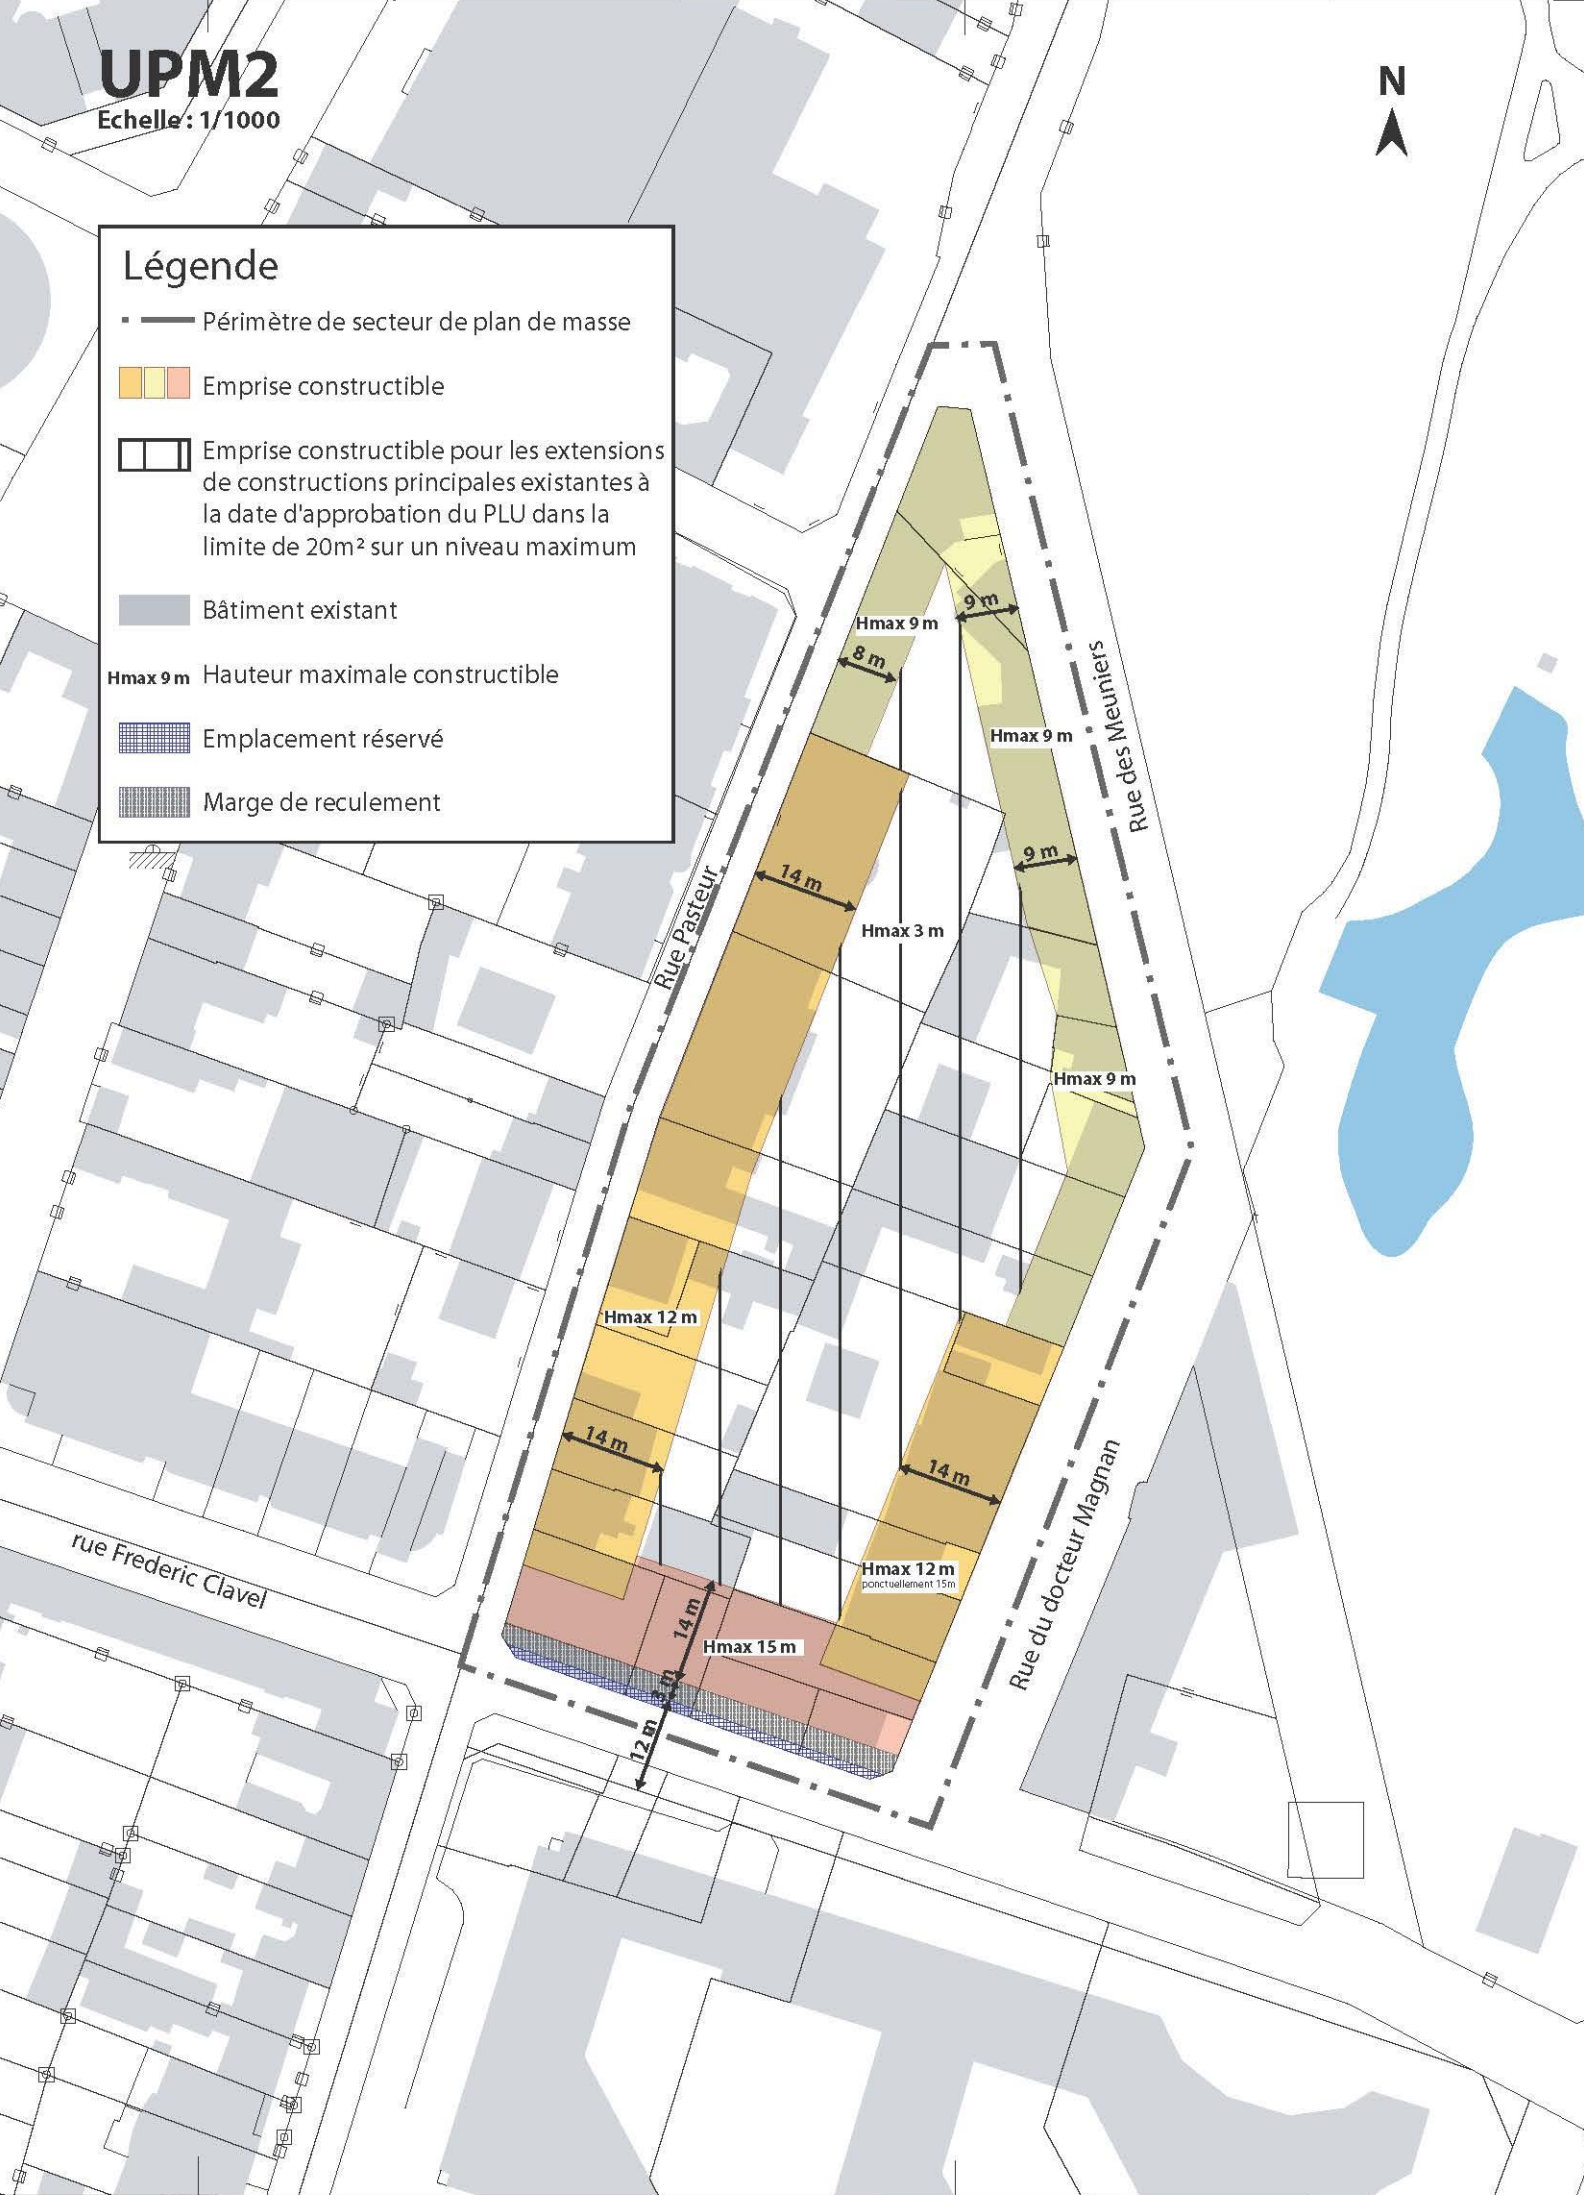 UPM2
Echelle : 1/1000
N
Légende
Périmètre de secteur de plan de masse
Emprise constructible
Emprise constructible pour les extensions
de constructions principales existantes à
la date d'approbation du PLU dans la
limite de 20m² sur un niveau maximum
Bâtiment existant
Hmax 9 m Hauteur maximale constructible
Emplacement réservé
Marge de reculement
9 m
Hmax 9 m
8 m
Rue des Meuniers
Hmax 9 m
9 m
14 m
Rue Pasteur
Hmax 3 m
Hmax 9 m
Hmax 12 m
14 m
14 m
Rue du docteur Magnan
rue Frederic Clavel
Hmax 12 m
ponctuellement 15m
14 m
Hmax 15 m
12 m